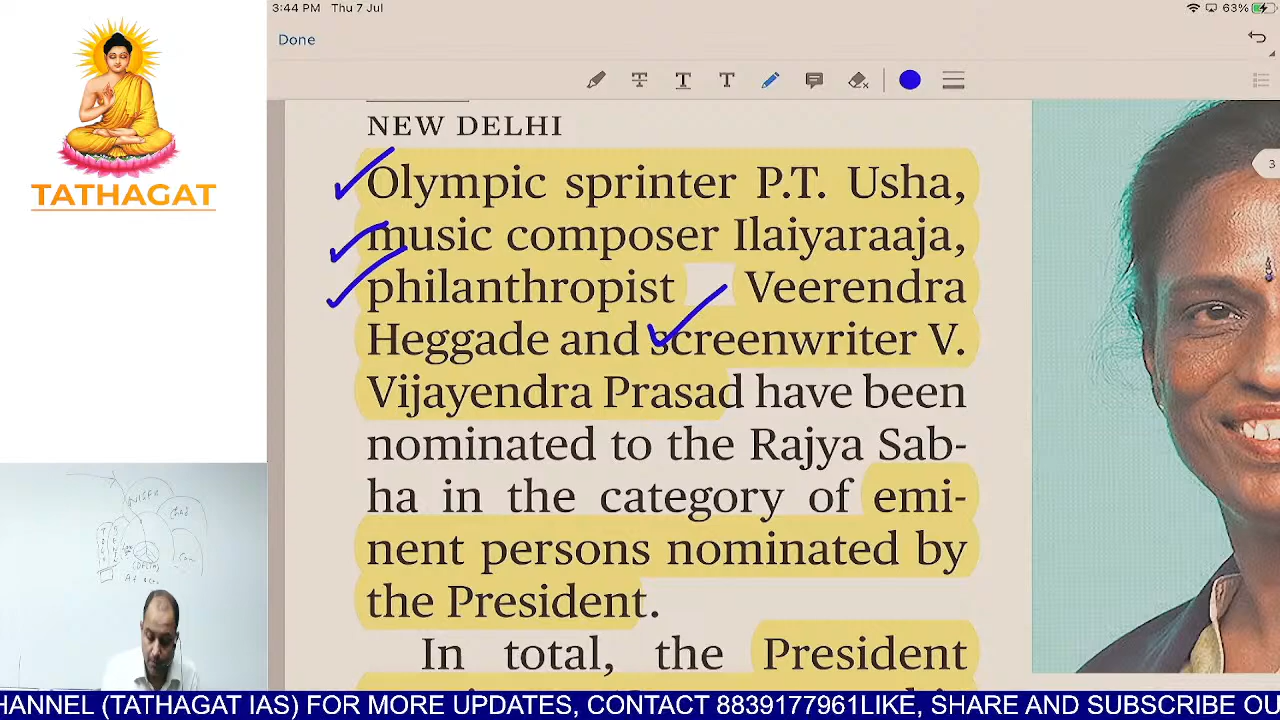 3:44 PM Thu 7 Jul
63%
Done
TATHAGAT
3
NEW DELHI
Olympic sprinter P.T. Usha,
music composer Ilaiyaraaja,
philanthropist Veerendra
Heggade and screenwriter V.
Vijayendra Prasad have been
nominated to the Rajya Sab-
ha in the category of emi-
nent persons nominated by
the President.
In total, the President
HANNEL (TATHAGAT IAS) FOR MORE UPDATES, CONTACT 8839177961LIKE, SHARE AND SUBSCRIBE OU